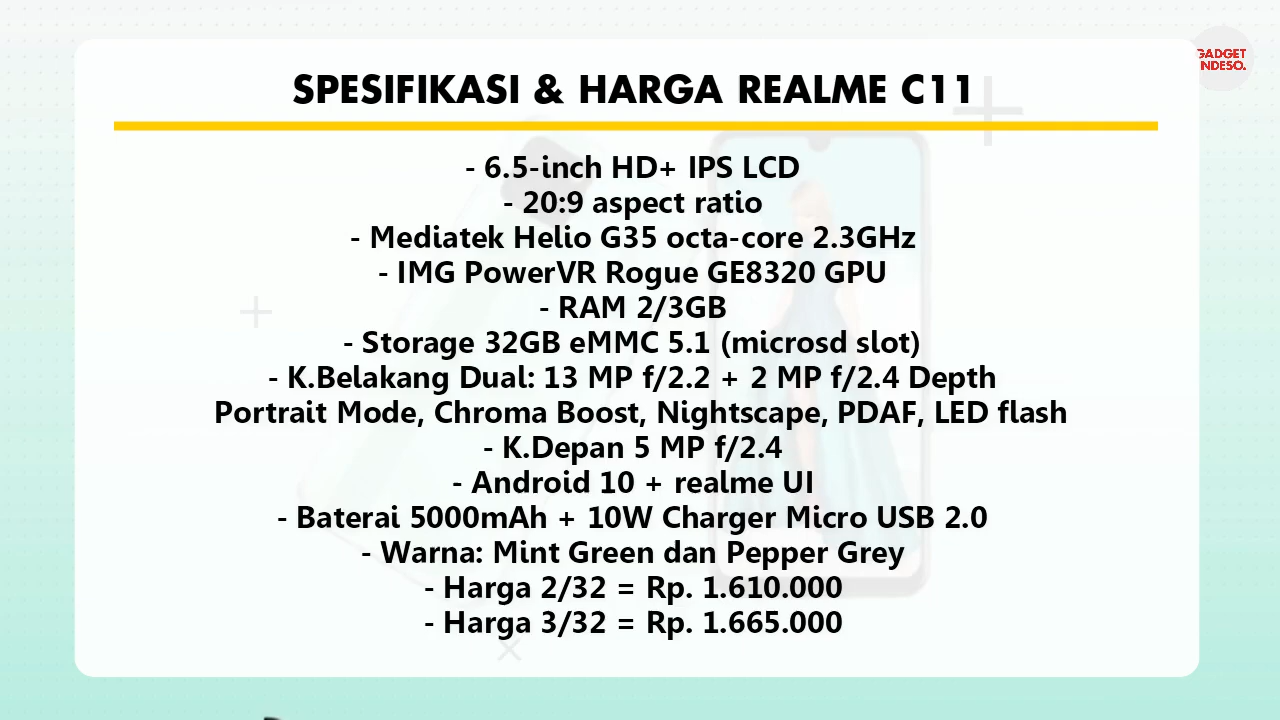 SPESIFIKASI & HARGA REALME C11
GADGET
NDESO.
- 6.5-inch HD+ IPS LCD
- 20:9 aspect ratio
- Mediatek Helio G35 octa-core 2.3GHz
- IMG PowerVR Rogue GE8320 GPU
- RAM 2/3GB
- Storage 32GB eMMC 5.1 (microsd slot)
- K.Belakang Dual: 13 MP f/2.2 + 2 MP f/2.4 Depth
Portrait Mode, Chroma Boost, Nightscape, PDAF, LED flash
- K.Depan 5 MP f/2.4
- Android 10 + realme UI
- Baterai 5000mAh + 10W Charger Micro USB 2.0
- Warna: Mint Green dan Pepper Grey
- Harga 2/32 = Rp. 1.610.000
- Harga 3/32 = Rp. 1.665.000